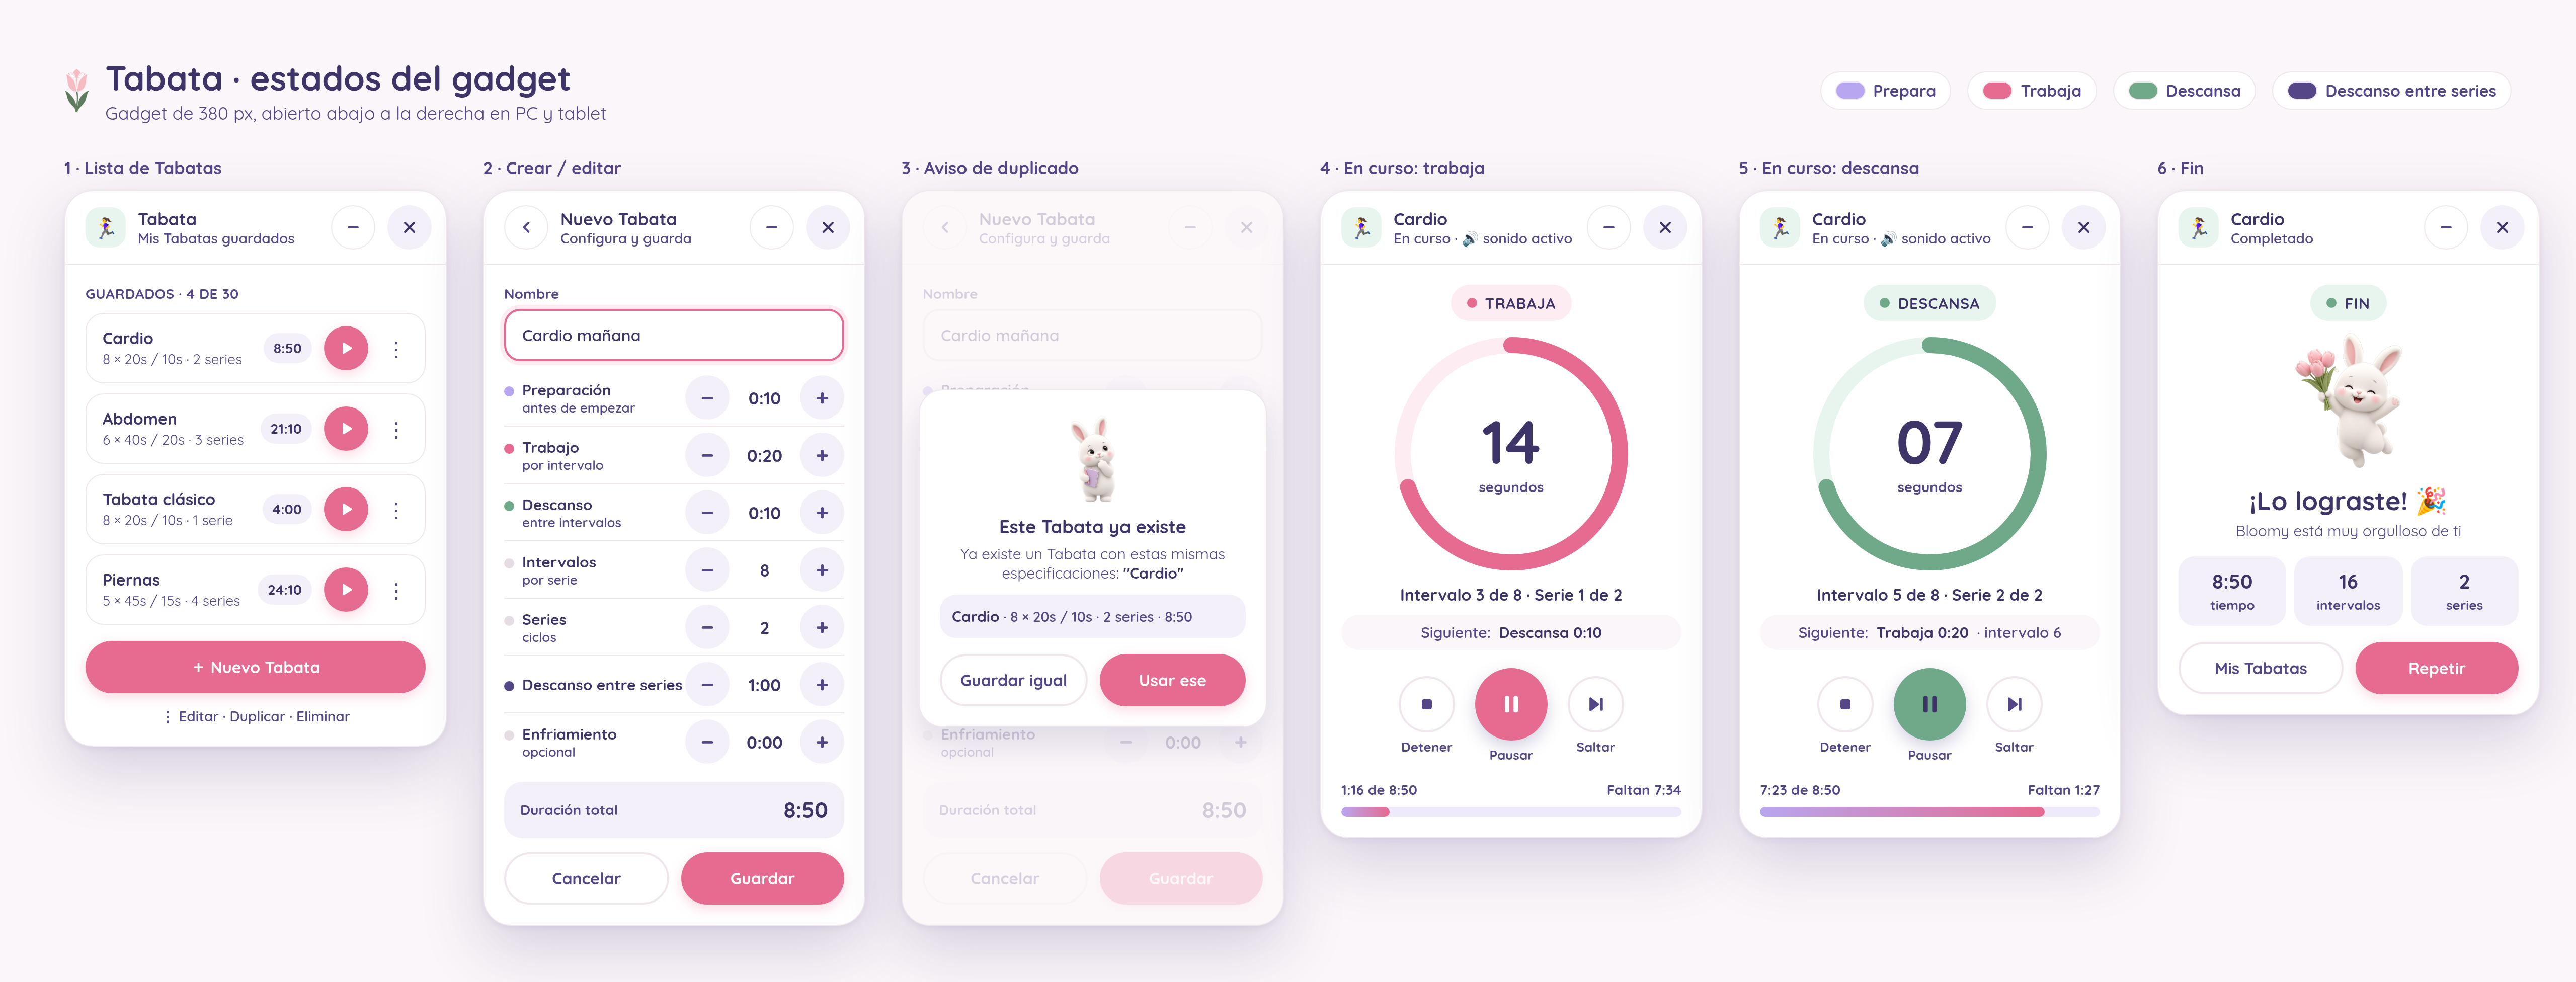 Tabata · estados del gadget
Gadget de 380 px, abierto abajo a la derecha en PC y tablet
Prepara
Trabaja
Descansa
Descanso entre series
1 · Lista de Tabatas
Tabata
Mis Tabatas guardados
GUARDADOS · 4 DE 30
Cardio
8 × 20s / 10s · 2 series
8:50
Abdomen
6 × 40s / 20s · 3 series
21:10
Tabata clásico
8 × 20s / 10s · 1 serie
4:00
Piernas
5 × 45s / 15s · 4 series
24:10
+ Nuevo Tabata
⋮ Editar · Duplicar · Eliminar
2 · Crear / editar
Nuevo Tabata
Configura y guarda
Nombre
Cardio mañana
Preparación
antes de empezar
− 0:10 +
Trabajo
por intervalo
− 0:20 +
Descanso
entre intervalos
− 0:10 +
Intervalos
por serie
− 8 +
Series
ciclos
− 2 +
Descanso entre series
− 1:00 +
Enfriamiento
opcional
− 0:00 +
Duración total
8:50
Cancelar
Guardar
3 · Aviso de duplicado
Nuevo Tabata
Configura y guarda
Nombre
Cardio mañana
Preparación
Este Tabata ya existe
Ya existe un Tabata con estas mismas
especificaciones: "Cardio"
Cardio · 8 × 20s / 10s · 2 series · 8:50
Guardar igual
Usar ese
Enfriamiento
opcional
− 0:00 +
Duración total
8:50
Cancelar
Guardar
4 · En curso: trabaja
Cardio
En curso · 🔊 sonido activo
TRABAJA
14
segundos
Intervalo 3 de 8 · Serie 1 de 2
Siguiente: Descansa 0:10
Detener
Pausar
Saltar
1:16 de 8:50
Faltan 7:34
5 · En curso: descansa
Cardio
En curso · 🔊 sonido activo
DESCANSA
07
segundos
Intervalo 5 de 8 · Serie 2 de 2
Siguiente: Trabaja 0:20 · intervalo 6
Detener
Pausar
Saltar
7:23 de 8:50
Faltan 1:27
6 · Fin
Cardio
Completado
FIN
¡Lo lograste! 🎉
Bloomy está muy orgulloso de ti
8:50
tiempo
16
intervalos
2
series
Mis Tabatas
Repetir